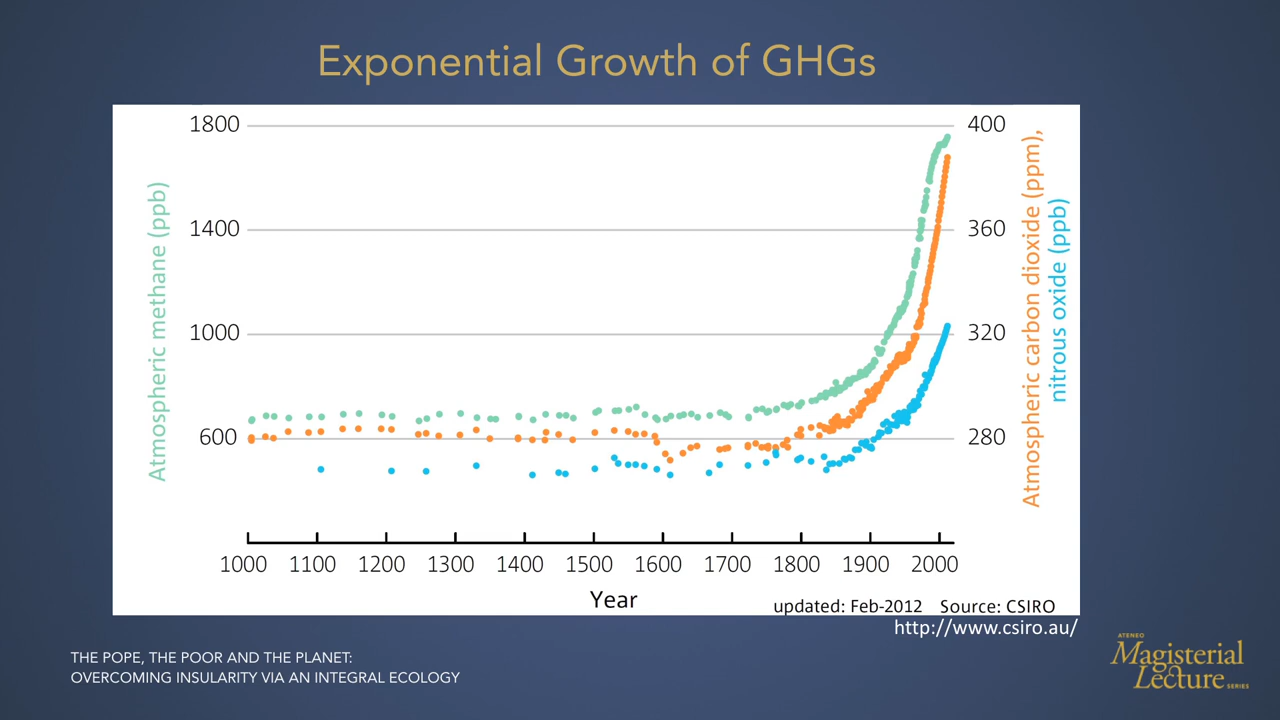 Exponential Growth of GHGs
1800
1400
1000
600
400
360
320
280
Atmospheric methane (ppb)
Atmospheric carbon dioxide (ppm),
nitrous oxide (ppb)
1000 1100 1200 1300 1400 1500 1600 1700 1800 1900 2000
Year
updated: Feb-2012 Source: CSIRO
http://www.csiro.au/
THE POPE, THE POOR AND THE PLANET:
OVERCOMING INSULARITY VIA AN INTEGRAL ECOLOGY
ATENEO
Magisterial
Lecture SERIES